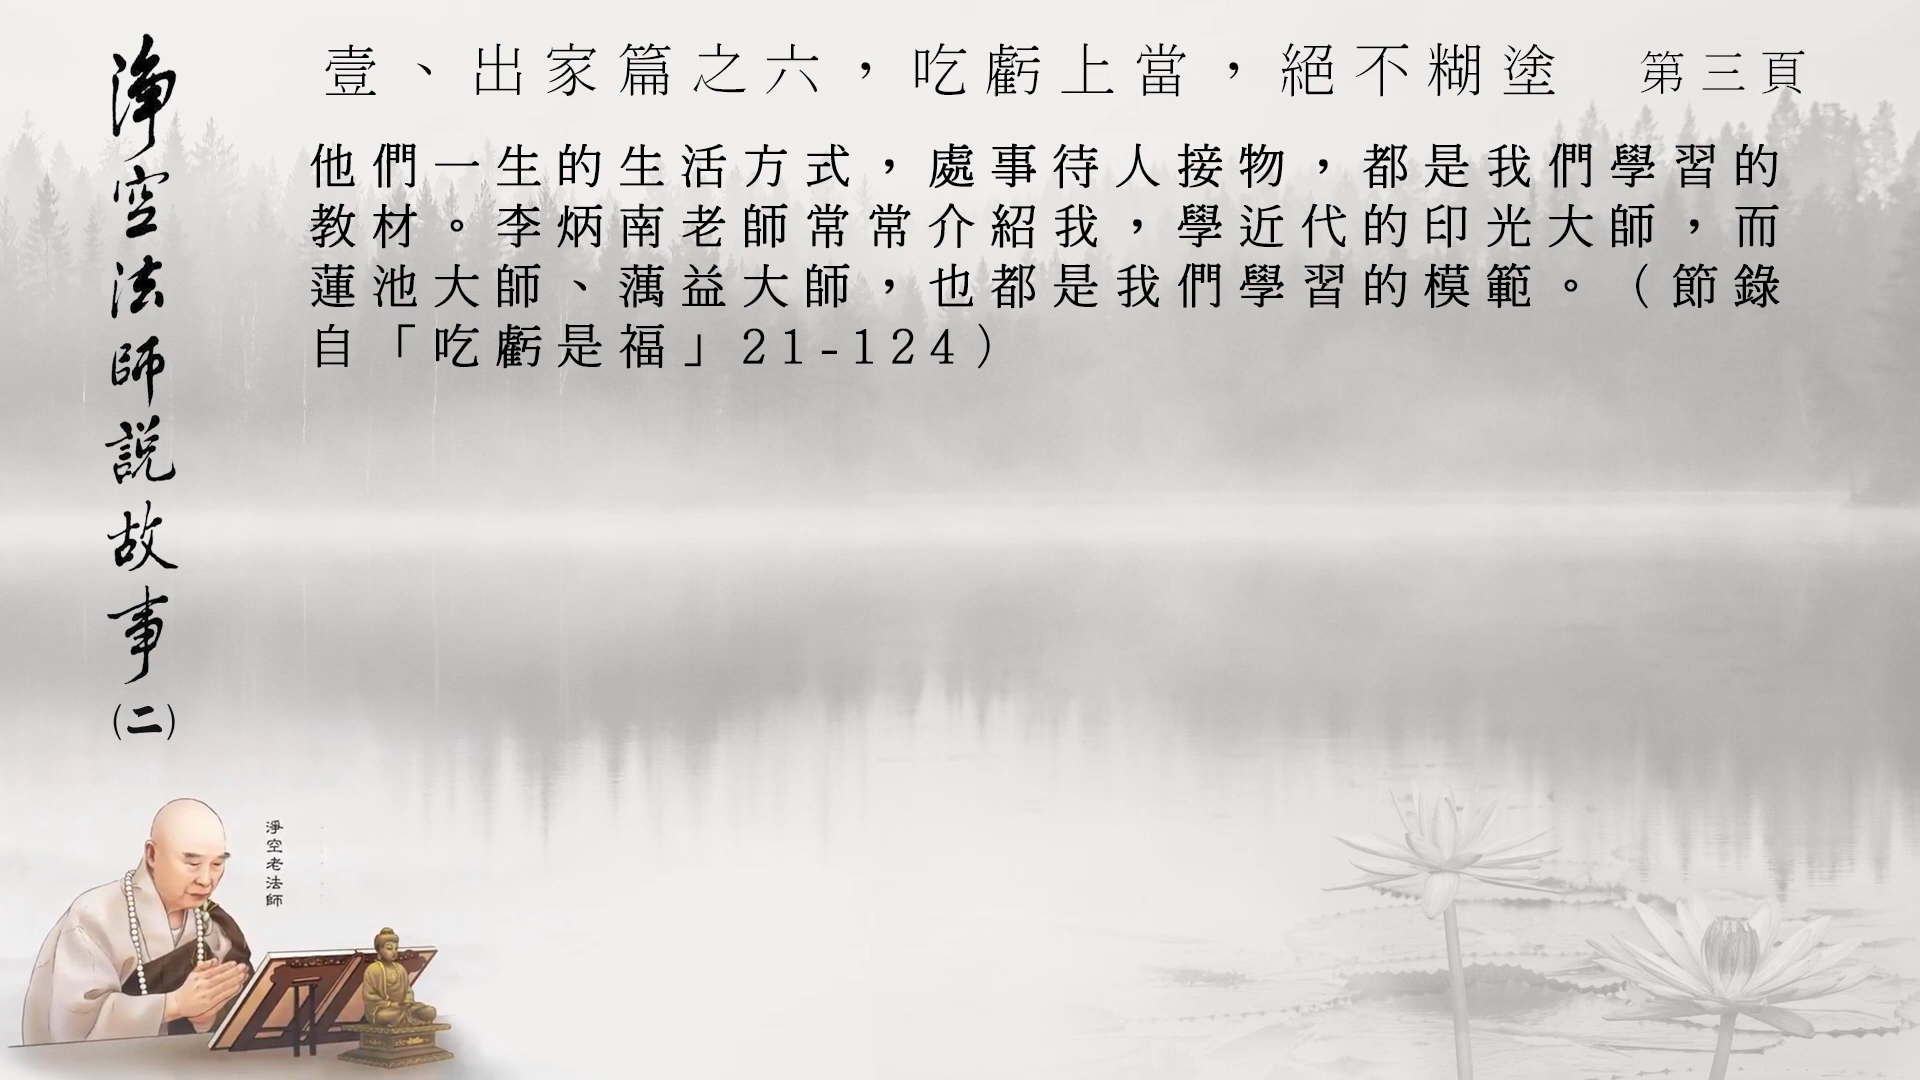 淨空法師說故事(二)
壹、出家篇之六，吃虧上當，絕不糊塗 第三頁
他們一生的生活方式，處事待人接物，都是我們學習的
教材。李炳南老師常常介紹我，學近代的印光大師，而
蓮池大師、蕅益大師，也都是我們學習的模範。（節錄
自「吃虧是福」21-124）
淨空老法師